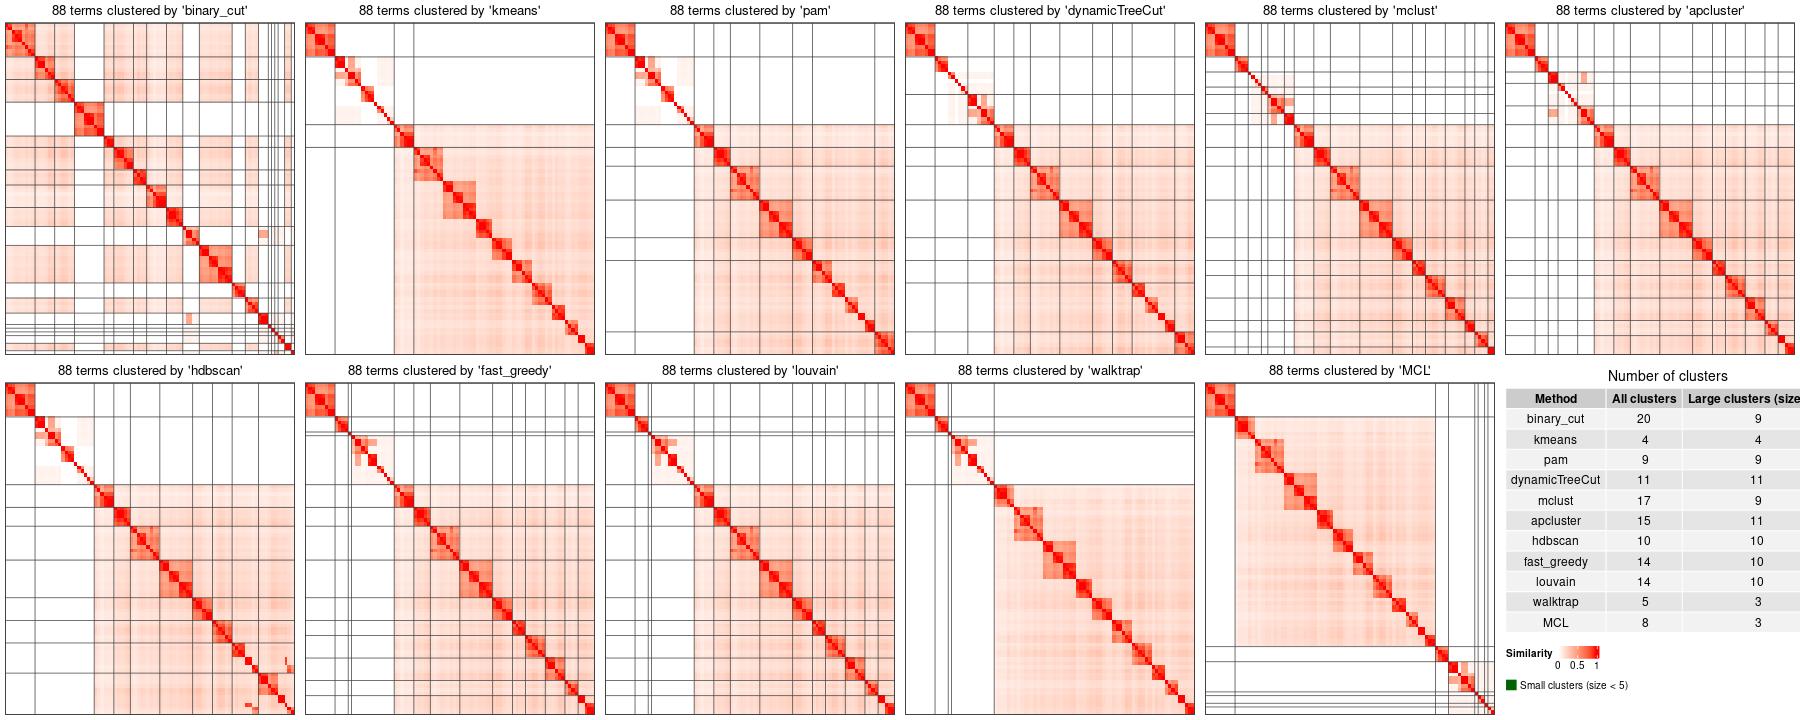 88 terms clustered by 'binary_cut'
88 terms clustered by 'kmeans'
88 terms clustered by 'pam'
88 terms clustered by 'dynamicTreeCut'
88 terms clustered by 'mclust'
88 terms clustered by 'apcluster'
88 terms clustered by 'hdbscan'
88 terms clustered by 'fast_greedy'
88 terms clustered by 'louvain'
88 terms clustered by 'walktrap'
88 terms clustered by 'MCL'
Number of clusters
Method All clusters Large clusters (size
binary_cut 20 9
kmeans 4 4
pam 9 9
dynamicTreeCut 11 11
mclust 17 9
apcluster 15 11
hdbscan 10 10
fast_greedy 14 10
louvain 14 10
walktrap 5 3
MCL 8 3
Similarity
0 0.5 1
Small clusters (size < 5)